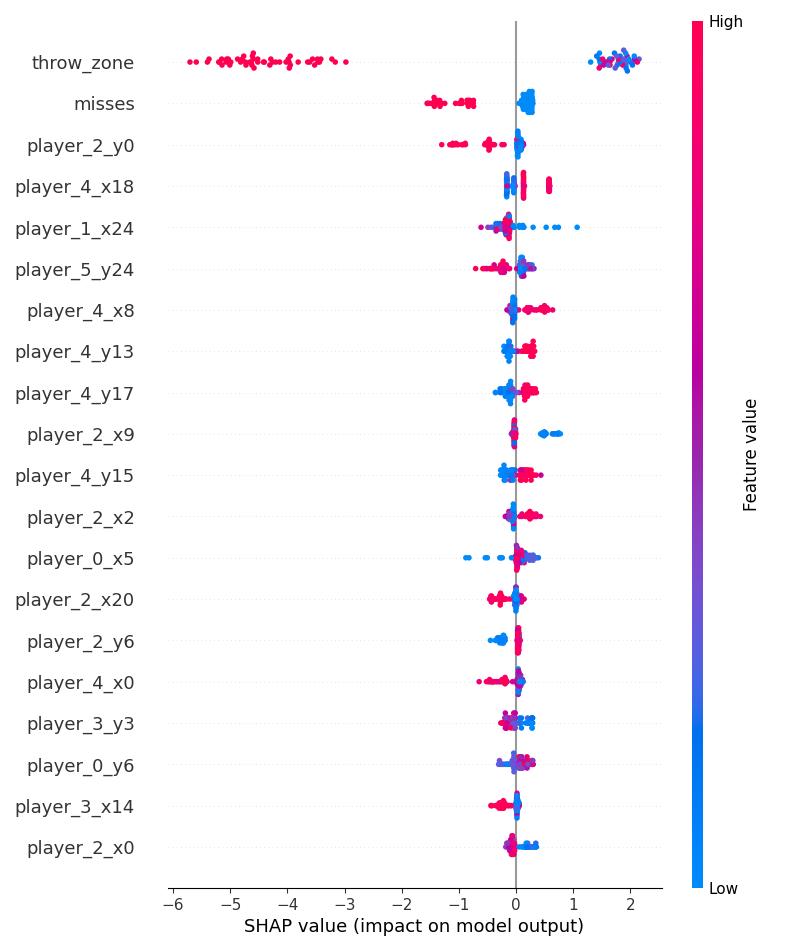 High
throw_zone
misses
player_2_y0
player_4_x18
player_1_x24
player_5_y24
player_4_x8
player_4_y13
player_4_y17
player_2_x9
player_4_y15
player_2_x2
player_0_x5
player_2_x20
player_2_y6
player_4_x0
player_3_y3
player_0_y6
player_3_x14
player_2_x0
Feature value
Low
−6 −5 −4 −3 −2 −1 0 1 2
SHAP value (impact on model output)